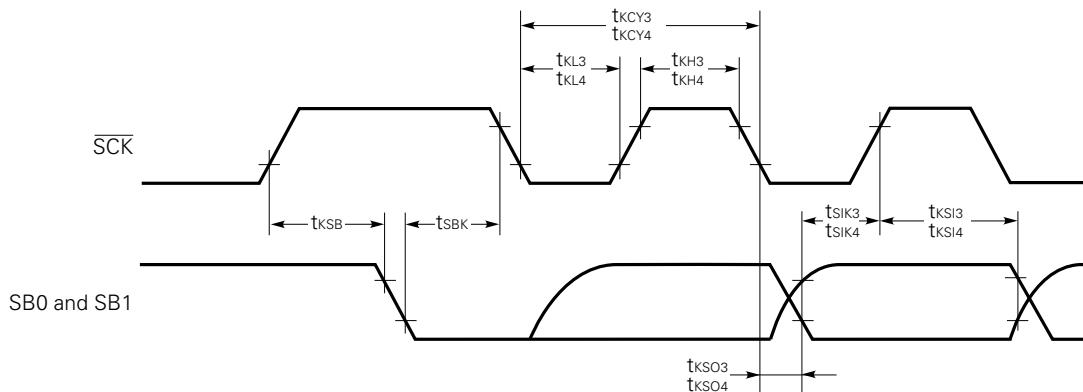 tKCY3
tKCY4
tKL3
tKL4
tKH3
tKH4
SCK
tKSB
tSBK
tSIK3
tSIK4
tKSI3
tKSI4
SB0 and SB1
tKSO3
tKSO4